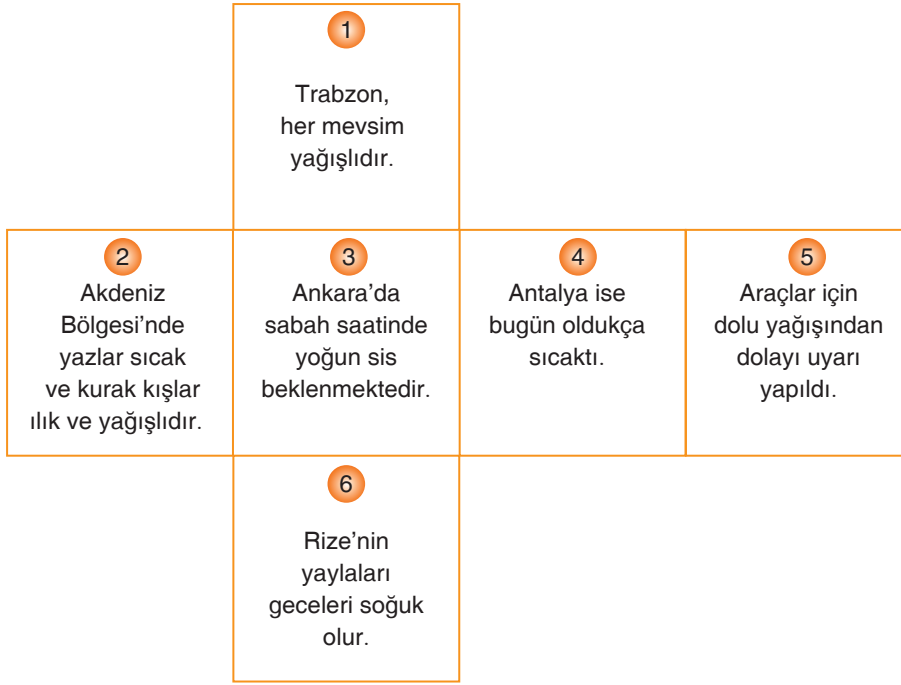 1
Trabzon,
her mevsim
yağışlıdır.
2
Akdeniz
Bölgesi’nde
yazlar sıcak
ve kurak kışlar
ılık ve yağışlıdır.
3
Ankara’da
sabah saatinde
yoğun sis
beklenmektedir.
4
Antalya ise
bugün oldukça
sıcaktı.
5
Araçlar için
dolu yağışından
dolayı uyarı
yapıldı.
6
Rize’nin
yaylaları
geceleri soğuk
olur.